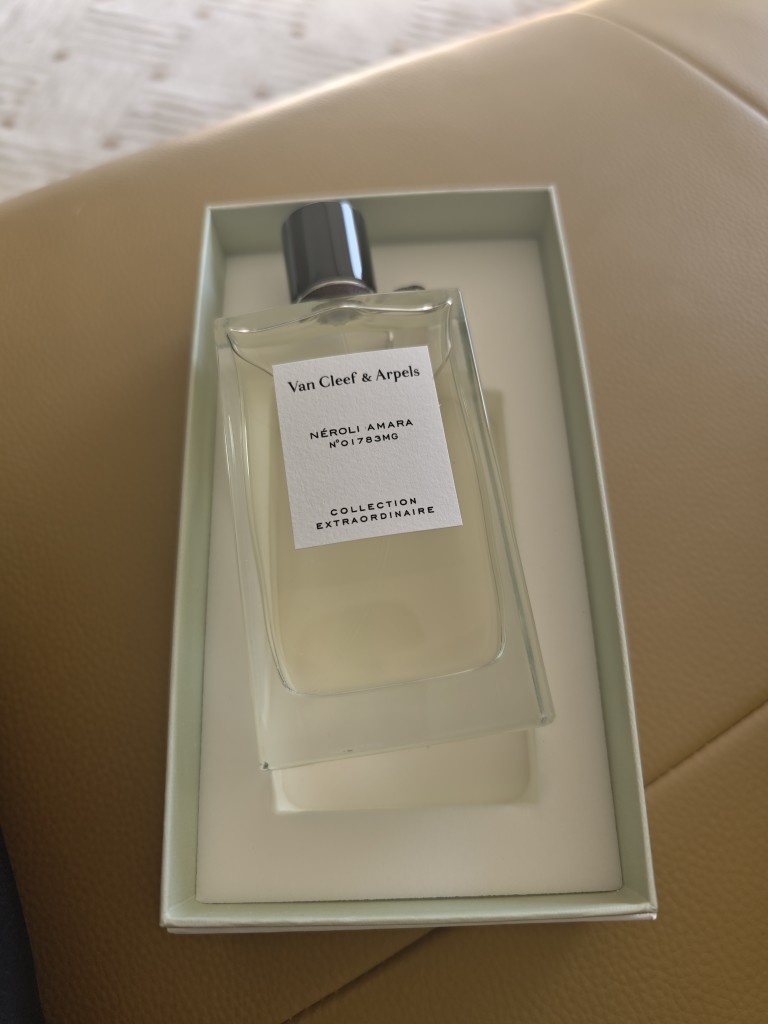 Van Cleef & Arpels
NÉROLI AMARA
N°01783MG
COLLECTION
EXTRAORDINAIRE